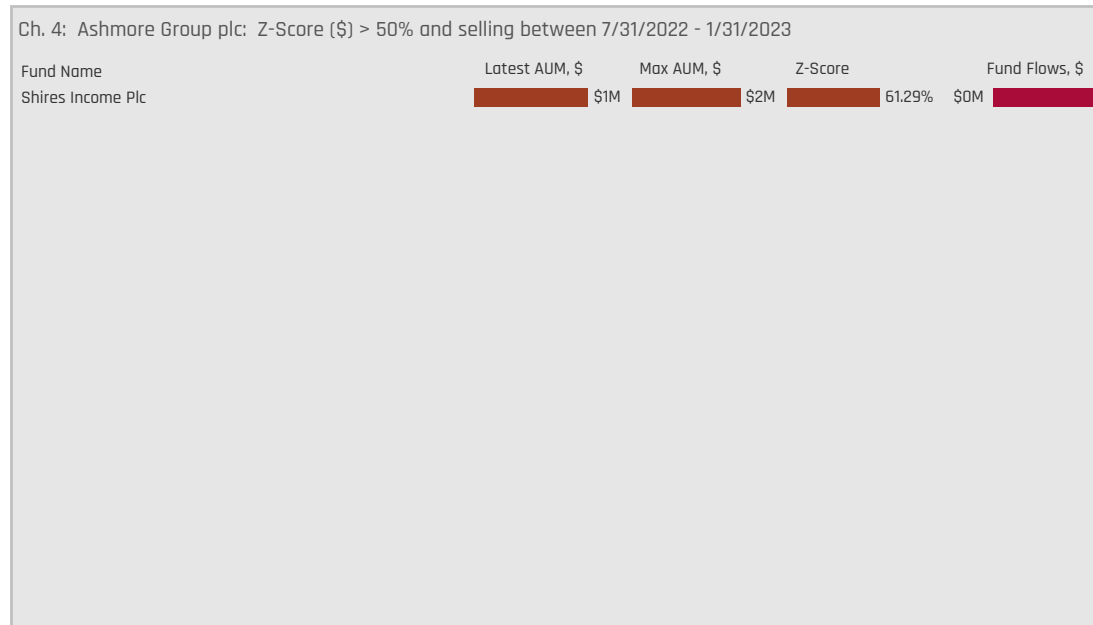 Ch. 4: Ashmore Group plc: Z-Score ($) > 50% and selling between 7/31/2022 - 1/31/2023
Fund Name Latest AUM, $ Max AUM, $ Z-Score Fund Flows, $
Shires Income Plc $1M $2M 61.29% $0M